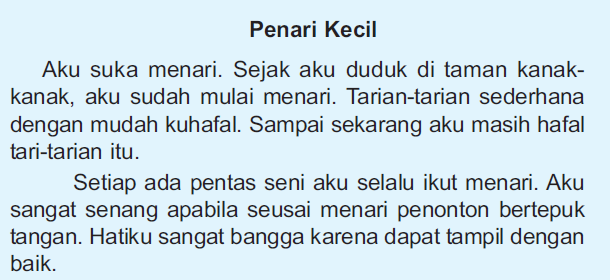 Penari Kecil
Aku suka menari. Sejak aku duduk di taman kanak-
kanak, aku sudah mulai menari. Tarian-tarian sederhana
dengan mudah kuhafal. Sampai sekarang aku masih hafal
tari-tarian itu.
Setiap ada pentas seni aku selalu ikut menari. Aku
sangat senang apabila seusai menari penonton bertepuk
tangan. Hatiku sangat bangga karena dapat tampil dengan
baik.